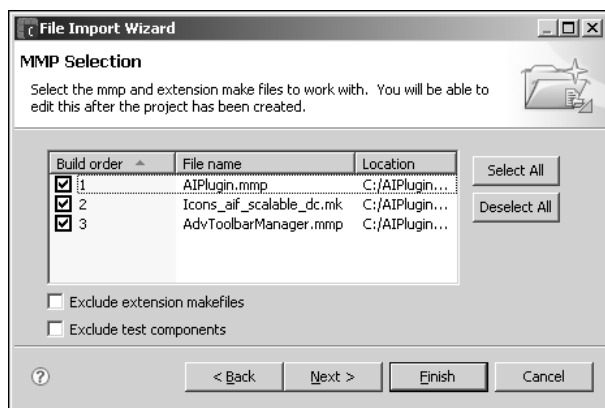 File Import Wizard
MMP Selection
Select the mmp and extension make files to work with. You will be able to
edit this after the project has been created.
Build order File name Location
1 AIPlugin.mmp C:/AIPlugin...
2 Icons_aif_scalable_dc.mk C:/AIPlugin...
3 AdvToolbarManager.mmp C:/AIPlugin...
Select All
Deselect All
Exclude extension makefiles
Exclude test components
? < Back Next > Finish Cancel